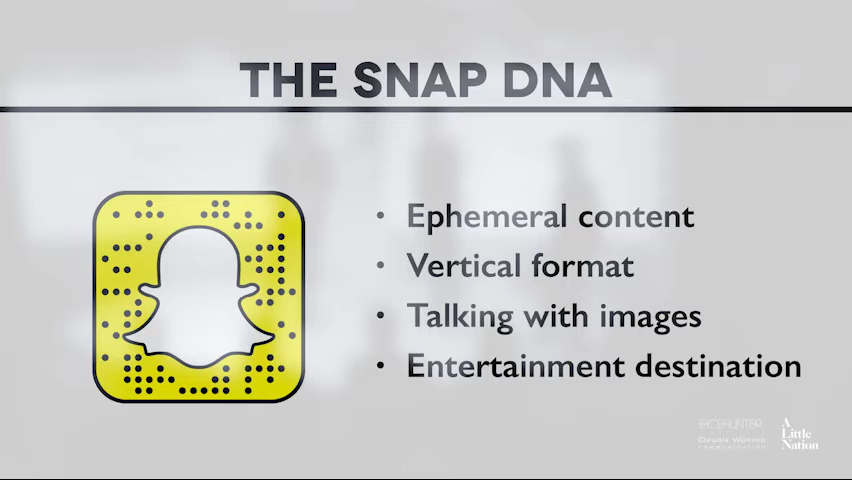 THE SNAP DNA
• Ephemeral content
• Vertical format
• Talking with images
• Entertainment destination
FACEHUNTER
A
Little
Nation